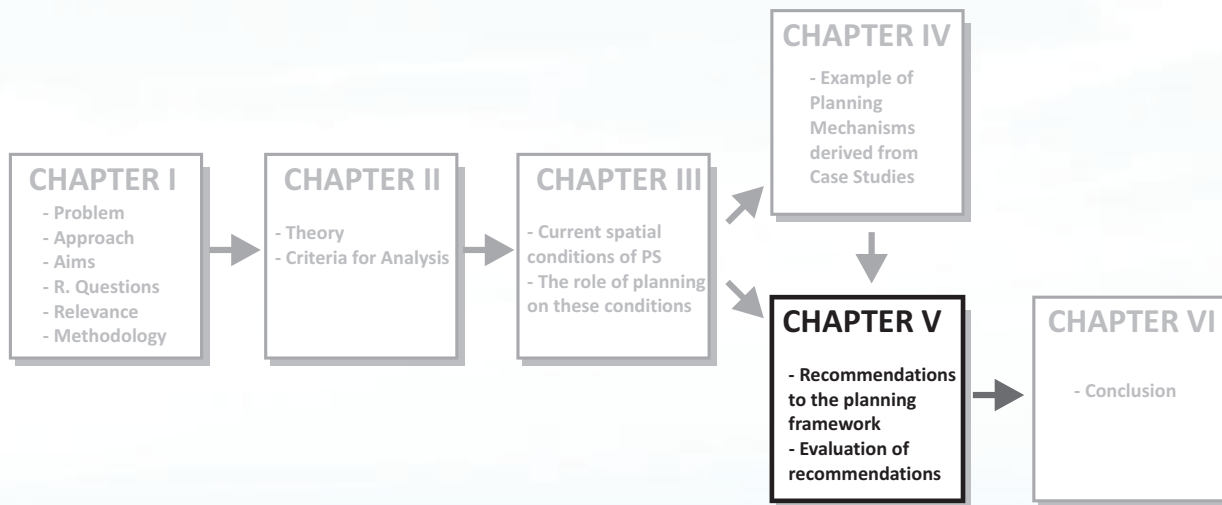 CHAPTER I
- Problem
- Approach
- Aims
- R. Questions
- Relevance
- Methodology
CHAPTER II
- Theory
- Criteria for Analysis
CHAPTER III
- Current spatial
conditions of PS
- The role of planning
on these conditions
CHAPTER IV
- Example of
Planning
Mechanisms
derived from
Case Studies
CHAPTER V
- Recommendations
to the planning
framework
- Evaluation of
recommendations
CHAPTER VI
- Conclusion